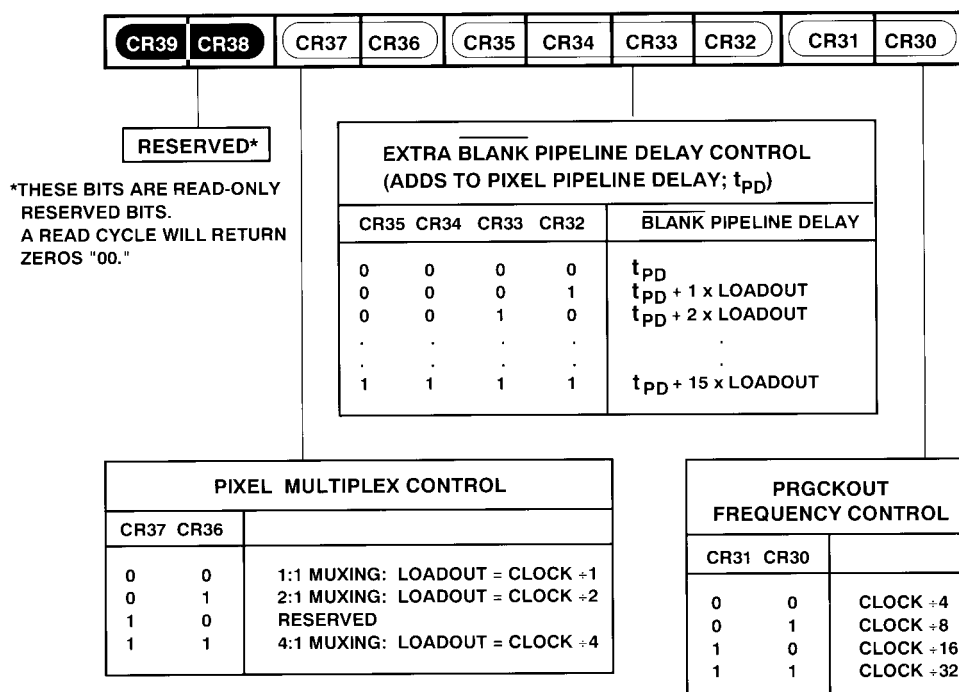 CR39 CR38 CR37 CR36 CR35 CR34 CR33 CR32 CR31 CR30
RESERVED*
*THESE BITS ARE READ-ONLY
RESERVED BITS.
A READ CYCLE WILL RETURN
ZEROS "00."
EXTRA BLANK PIPELINE DELAY CONTROL
(ADDS TO PIXEL PIPELINE DELAY; tPD)
CR35 CR34 CR33 CR32 BLANK PIPELINE DELAY
0 0 0 0 tPD
0 0 0 1 tPD + 1 x LOADOUT
0 0 1 0 tPD + 2 x LOADOUT
. . . . .
. . . . .
1 1 1 1 tPD + 15 x LOADOUT
PIXEL MULTIPLEX CONTROL
CR37 CR36
0 0 1:1 MUXING: LOADOUT = CLOCK ÷1
0 1 2:1 MUXING: LOADOUT = CLOCK ÷2
1 0 RESERVED
1 1 4:1 MUXING: LOADOUT = CLOCK ÷4
PRGCKOUT
FREQUENCY CONTROL
CR31 CR30
0 0 CLOCK ÷4
0 1 CLOCK ÷8
1 0 CLOCK ÷16
1 1 CLOCK ÷32